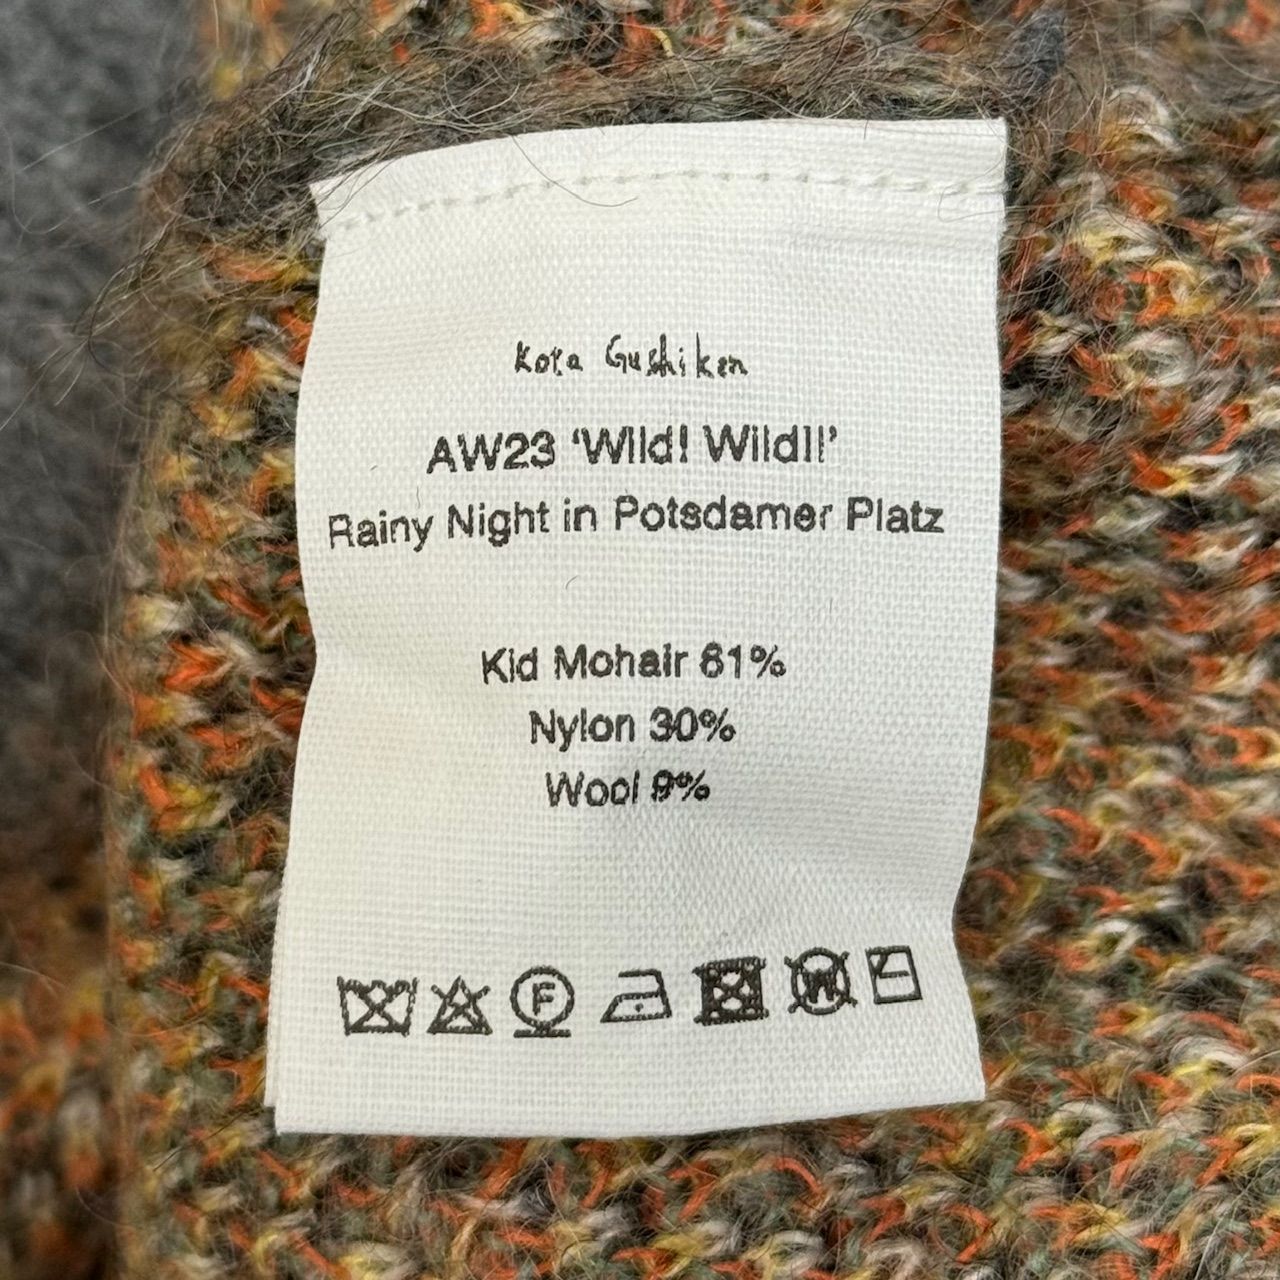 Kota Gushiken
AW23 ‘Wild! Wild!!’
Rainy Night in Potsdamer Platz
Kid Mohair 61%
Nylon 30%
Wool 9%
F
W